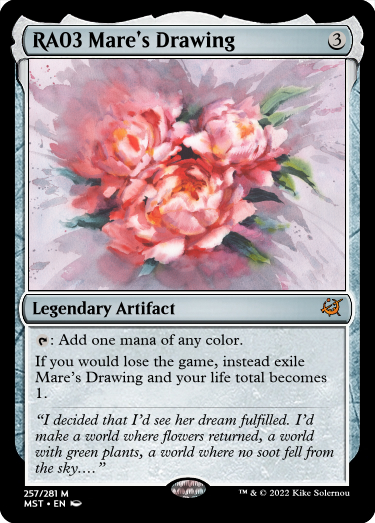 RA03 Mare's Drawing 3
Legendary Artifact
: Add one mana of any color.
If you would lose the game, instead exile
Mare's Drawing and your life total becomes
1.
“I decided that I'd see her dream fulfilled. I'd
make a world where flowers returned, a world
with green plants, a world where no soot fell from
the sky.…”
257/281 M
MST • EN
™ & © 2022 Kike Solernou